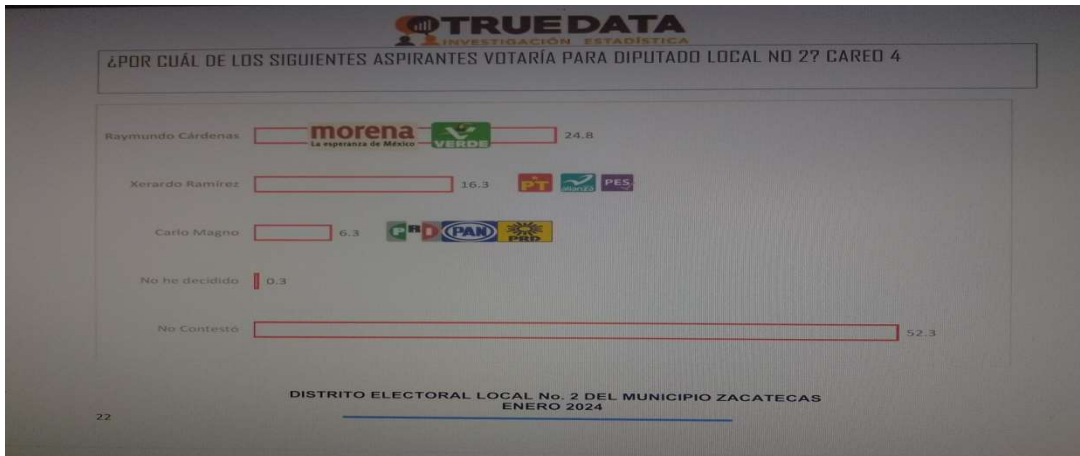 TRUEDATA
INVESTIGACIÓN ESTADÍSTICA
¿POR CUÁL DE LOS SIGUIENTES ASPIRANTES VOTARÍA PARA DIPUTADO LOCAL NO 2? CAREO 4
Raymundo Cárdenas morena La esperanza de México VERDE 24.8
Xerardo Ramírez 16.3 PT alianza PES
Carlo Magno 6.3 PRD PAN PRD
No he decidido 0.3
No Contestó 52.3
DISTRITO ELECTORAL LOCAL No. 2 DEL MUNICIPIO ZACATECAS
ENERO 2024
22